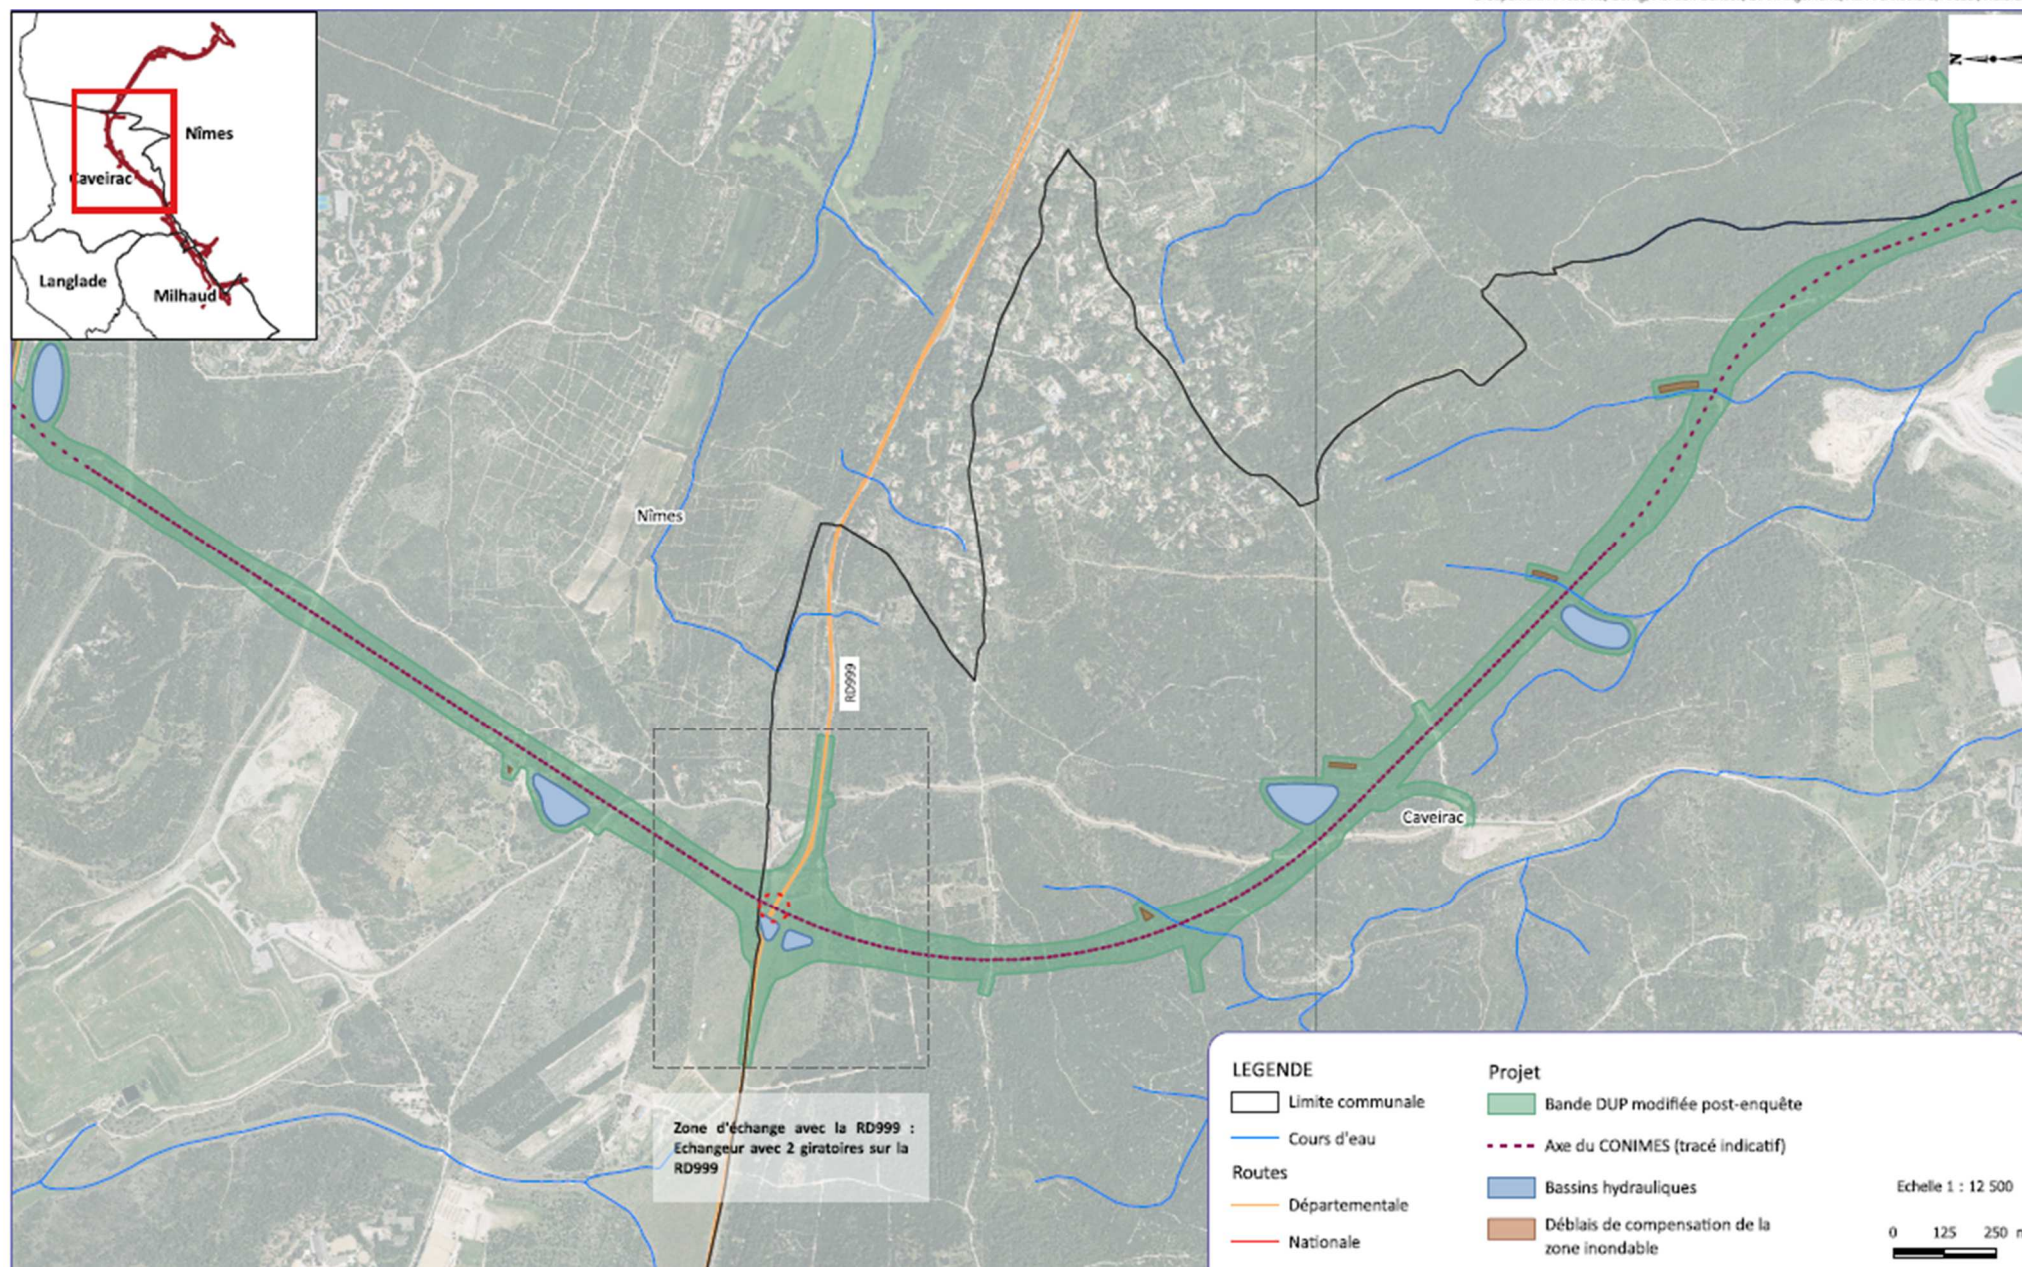 N
Nîmes
Caveirac
Langlade
Milhaud
Nîmes
RD999
Caveirac
Zone d'échange avec la RD999 :
Echangeur avec 2 giratoires sur la
RD999
LEGENDE
Limite communale
Cours d'eau
Routes
Départementale
Nationale
Projet
Bande DUP modifiée post-enquête
Axe du CONIMES (tracé indicatif)
Bassins hydrauliques
Déblais de compensation de la
zone inondable
Echelle 1 : 12 500
0 125 250